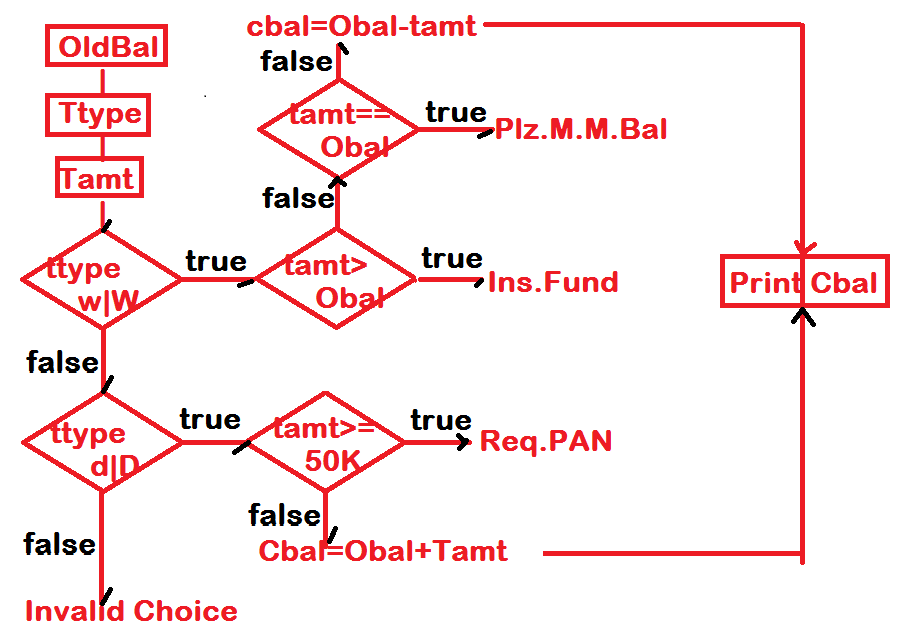 cbal=Obal-tamt
OldBal
false
Ttype
tamt==
Obal
true
Plz.M.M.Bal
Tamt
false
ttype
w|W
true
tamt>
Obal
true
Ins.Fund
Print Cbal
false
ttype
d|D
true
tamt>=
50K
true
Req.PAN
false
false
Cbal=Obal+Tamt
Invalid Choice